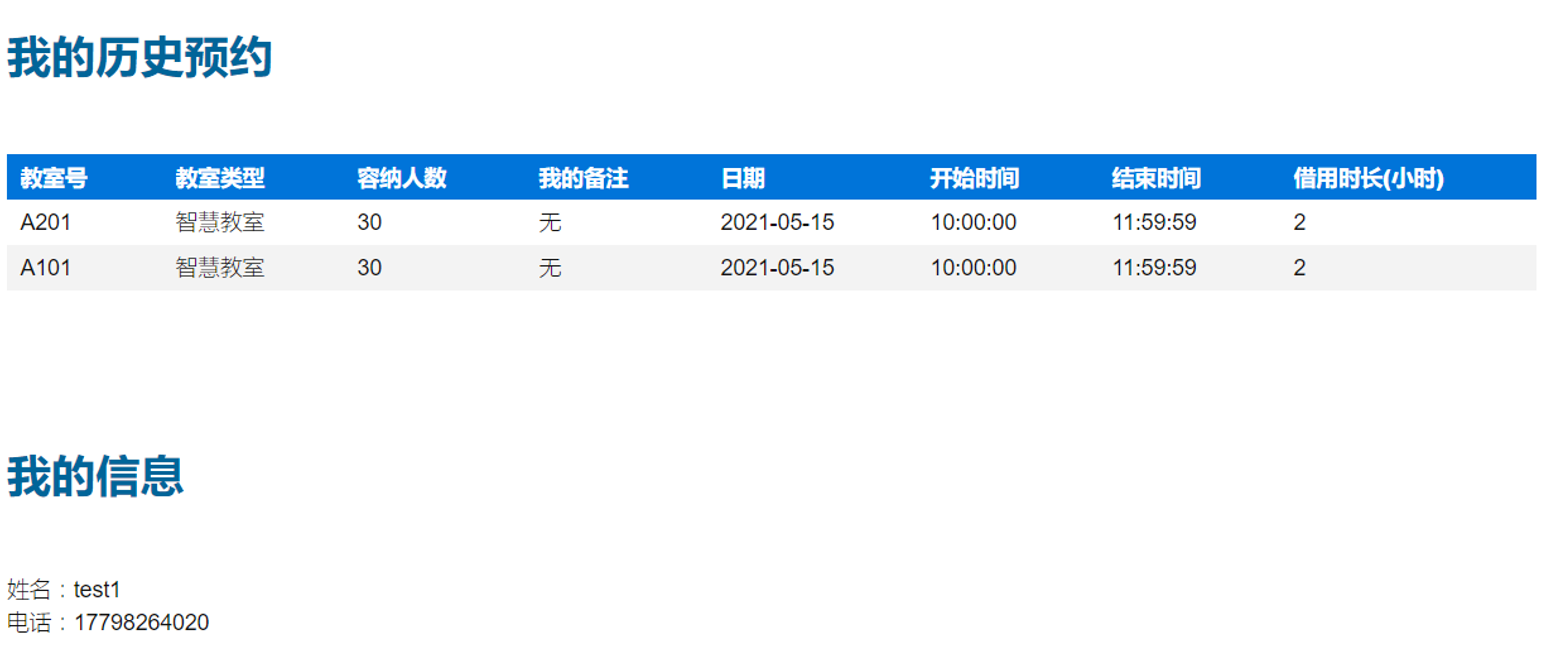 我的历史预约
教室号 教室类型 容纳人数 我的备注 日期 开始时间 结束时间 借用时长(小时)
A201 智慧教室 30 无 2021-05-15 10:00:00 11:59:59 2
A101 智慧教室 30 无 2021-05-15 10:00:00 11:59:59 2
我的信息
姓名：test1
电话：17798264020